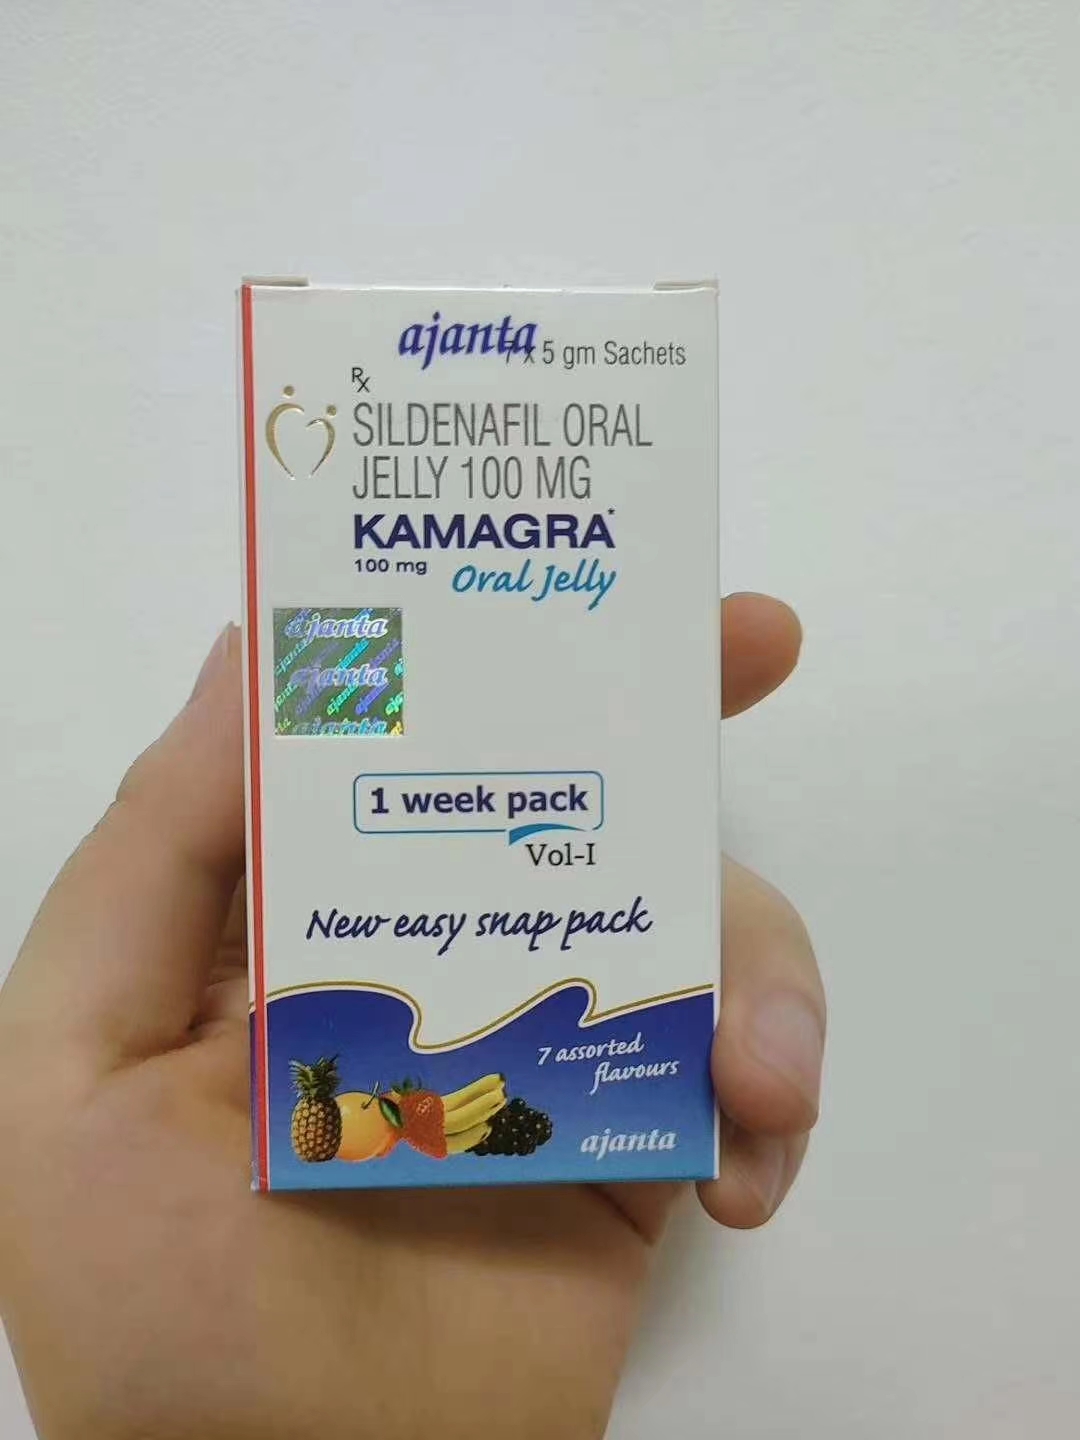 ajanta
7 x 5 gm Sachets
Rx
SILDENAFIL ORAL
JELLY 100 MG
KAMAGRA*
100 mg
Oral Jelly
ajanta
ajanta
ajanta
1 week pack
Vol-I
New easy snap pack
7 assorted
flavours
ajanta